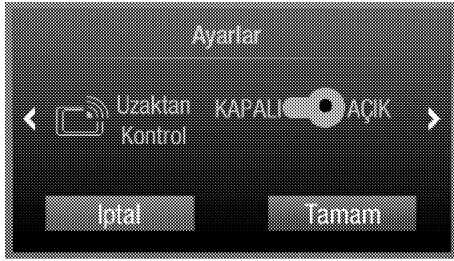 Ayarlar
Uzaktan
Kontrol
KAPALI AÇIK
Iptal
Tamam